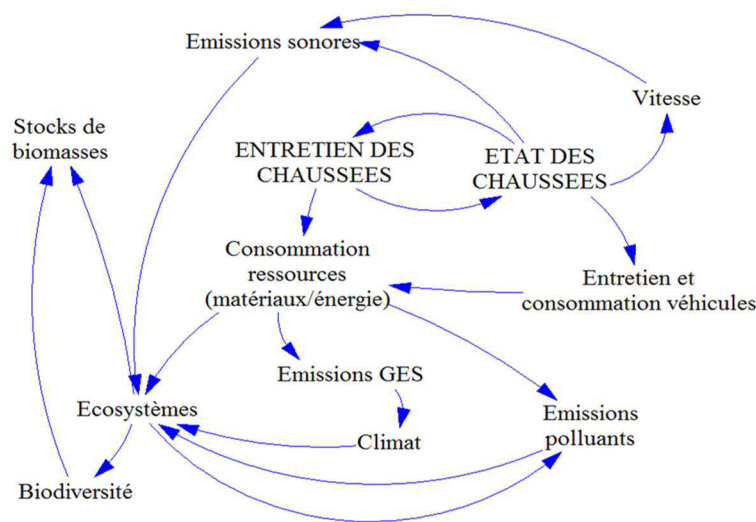 Emissions sonores
Vitesse
Stocks de
biomasses
ENTRETIEN DES
CHAUSSEES
ETAT DES
CHAUSSEES
Consommation
ressources
(matériaux/énergie)
Entretien et
consommation véhicules
Emissions GES
Ecosystèmes
Emissions
polluants
Climat
Biodiversité